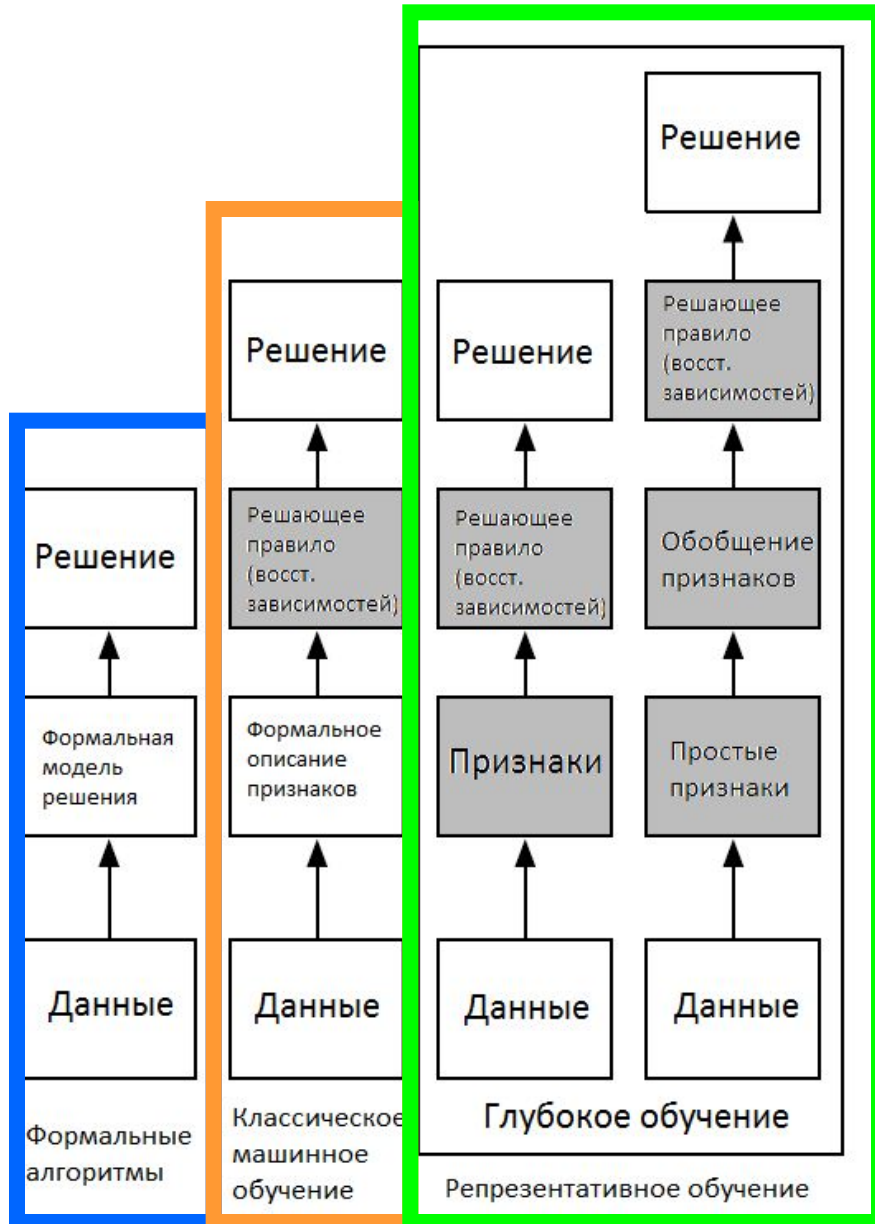 Решение
Формальная
модель
решения
Данные
Формальные
алгоритмы
Решение
Решающее
правило
(восст.
зависимостей)
Формальное
описание
признаков
Данные
Классическое
машинное
обучение
Решение
Решающее
правило
(восст.
зависимостей)
Признаки
Данные
Решение
Решающее
правило
(восст.
зависимостей)
Обобщение
признаков
Простые
признаки
Данные
Глубокое обучение
Репрезентативное обучение